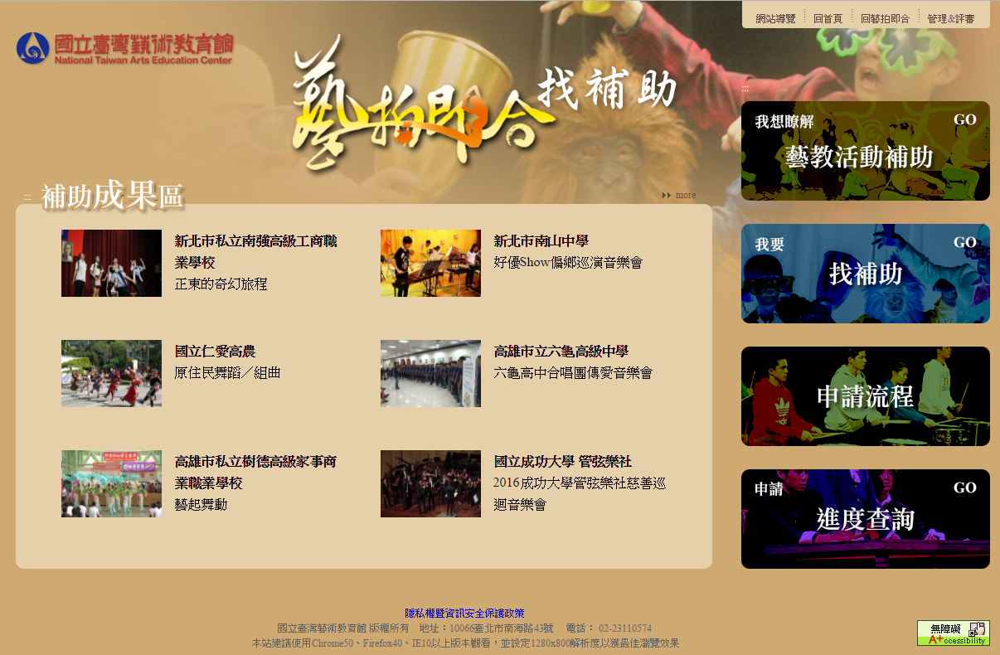 網站導覽
回首頁
回藝拍即合
管理&評審
國立臺灣藝術教育館
National Taiwan Arts Education Center
藝拍即合找補助
:::
我想瞭解
GO
藝教活動補助
::: 補助成果區
more
新北市私立南強高級工商職
業學校
正東的奇幻旅程
新北市南山中學
好優Show偏鄉巡演音樂會
國立仁愛高農
原住民舞蹈／組曲
高雄市立六龜高級中學
六龜高中合唱團傳愛音樂會
高雄市私立樹德高級家事商
業職業學校
藝起舞動
國立成功大學 管弦樂社
2016成功大學管弦樂社慈善巡
迴音樂會
我要
GO
找補助
申請流程
申請
GO
進度查詢
隱私權暨資訊安全保護政策
國立臺灣藝術教育館 版權所有 地址：10066臺北市南海路43號 電話： 02-23110574
本站建議使用Chrome50、Firefox40、IE10以上版本觀看，並設定1280x800解析度以獲最佳瀏覽效果
無障礙
A+ccessibility